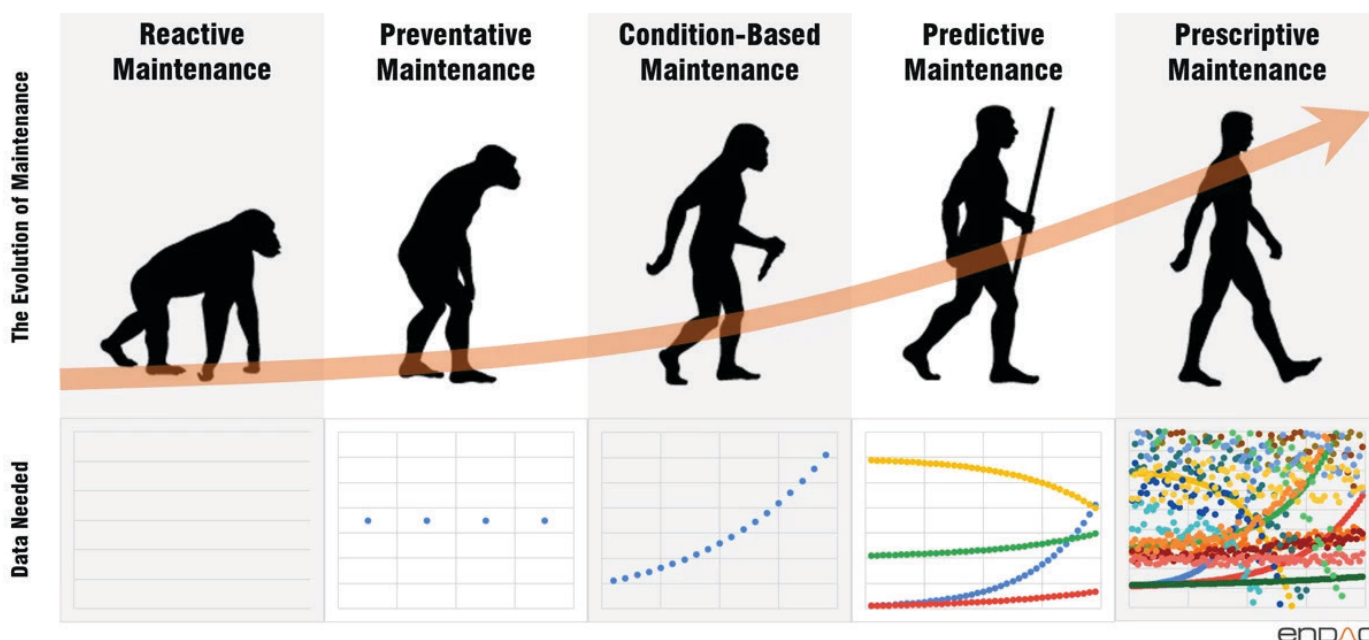 The Evolution of Maintenance
Reactive
Maintenance
Preventative
Maintenance
Condition-Based
Maintenance
Predictive
Maintenance
Prescriptive
Maintenance
Data Needed